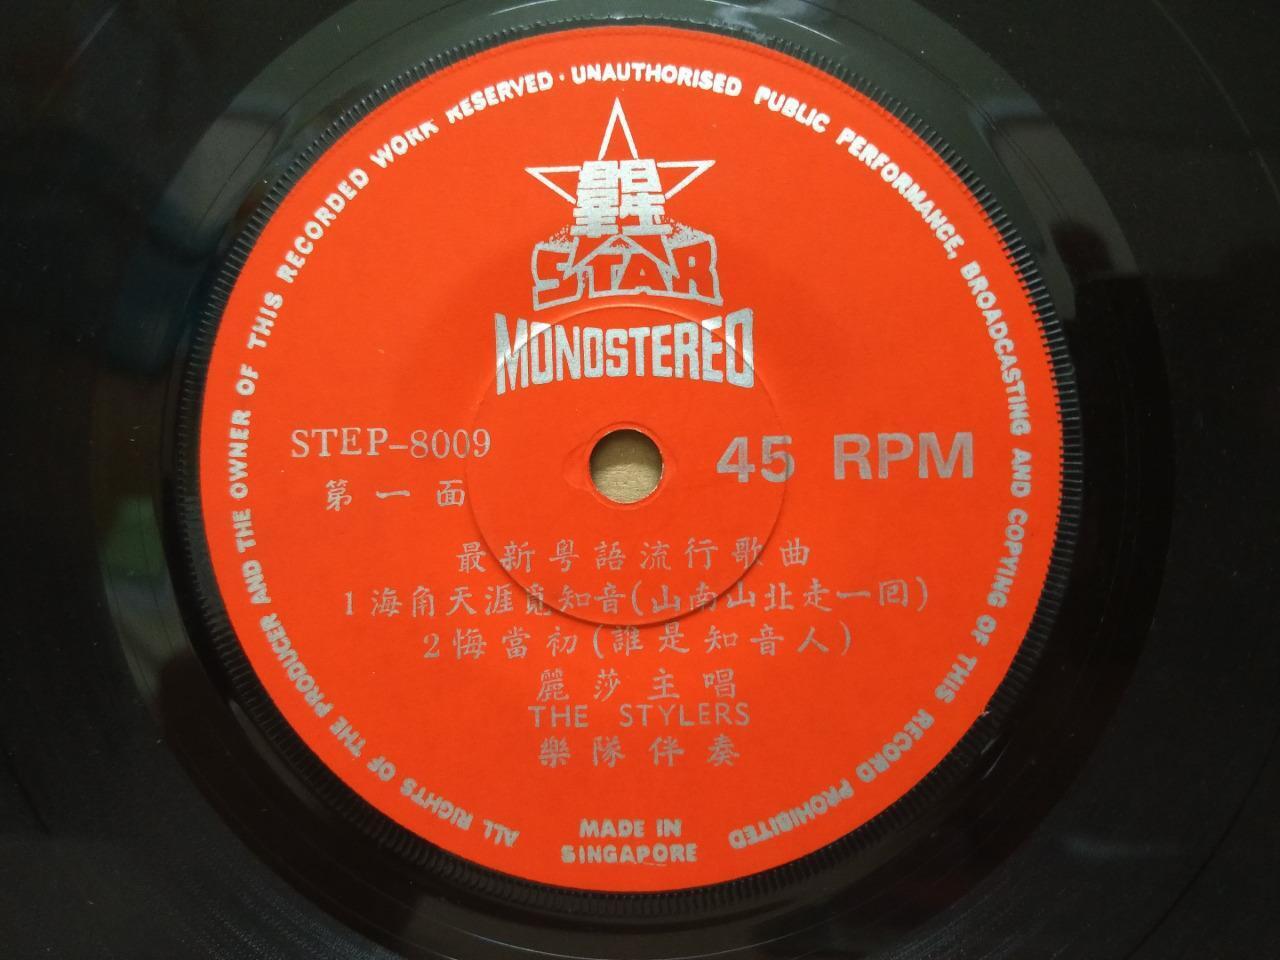 ALL RIGHTS OF THE PRODUCER AND THE OWNER OF THIS RECORDED WORK RESERVED · UNAUTHORISED PUBLIC PERFORMANCE, BROADCASTING AND COPYING OF THIS RECORD PROHIBITED
群星
STAR
MONOSTEREO
STEP-8009
45 RPM
第一面
最新粵語流行歌曲
1 海角天涯覓知音(山南山北走一回)
2 悔當初(誰是知音人)
麗莎主唱
THE STYLERS
樂隊伴奏
MADE IN
SINGAPORE